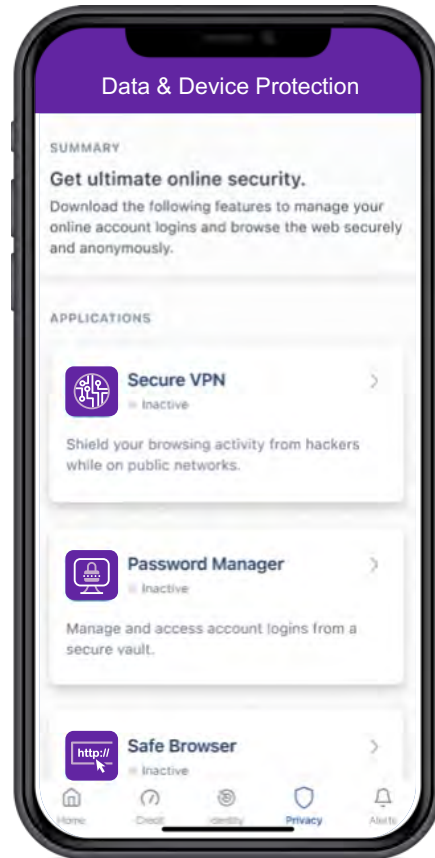 Data & Device Protection
SUMMARY
Get ultimate online security.
Download the following features to manage your
online account logins and browse the web securely
and anonymously.
APPLICATIONS
Secure VPN
Inactive
Shield your browsing activity from hackers
while on public networks.
Password Manager
Inactive
Manage and access account logins from a
secure vault.
http://
Safe Browser
Inactive
Home Credit Identity Privacy Alerts